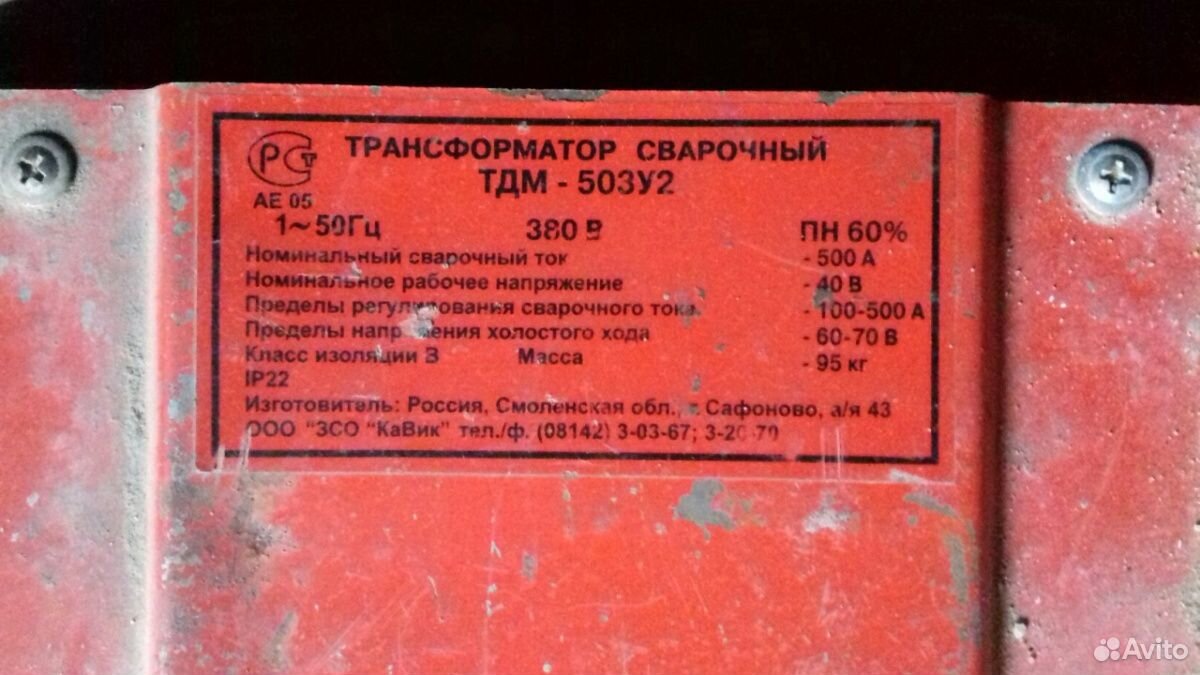 РСТ ТРАНСФОРМАТОР СВАРОЧНЫЙ
ТДМ - 503У2
АЕ 05
1~50Гц 380 В ПН 60%
Номинальный сварочный ток - 500 А
Номинальное рабочее напряжение - 40 В
Пределы регулирования сварочного тока - 100-500 А
Пределы напряжения холостого хода - 60-70 В
Класс изоляции В Масса - 95 кг
IP22
Изготовитель: Россия, Смоленская обл., г. Сафоново, а/я 43
ООО "ЗСО "КаВик" тел./ф. (08142) 3-03-67;
Avito